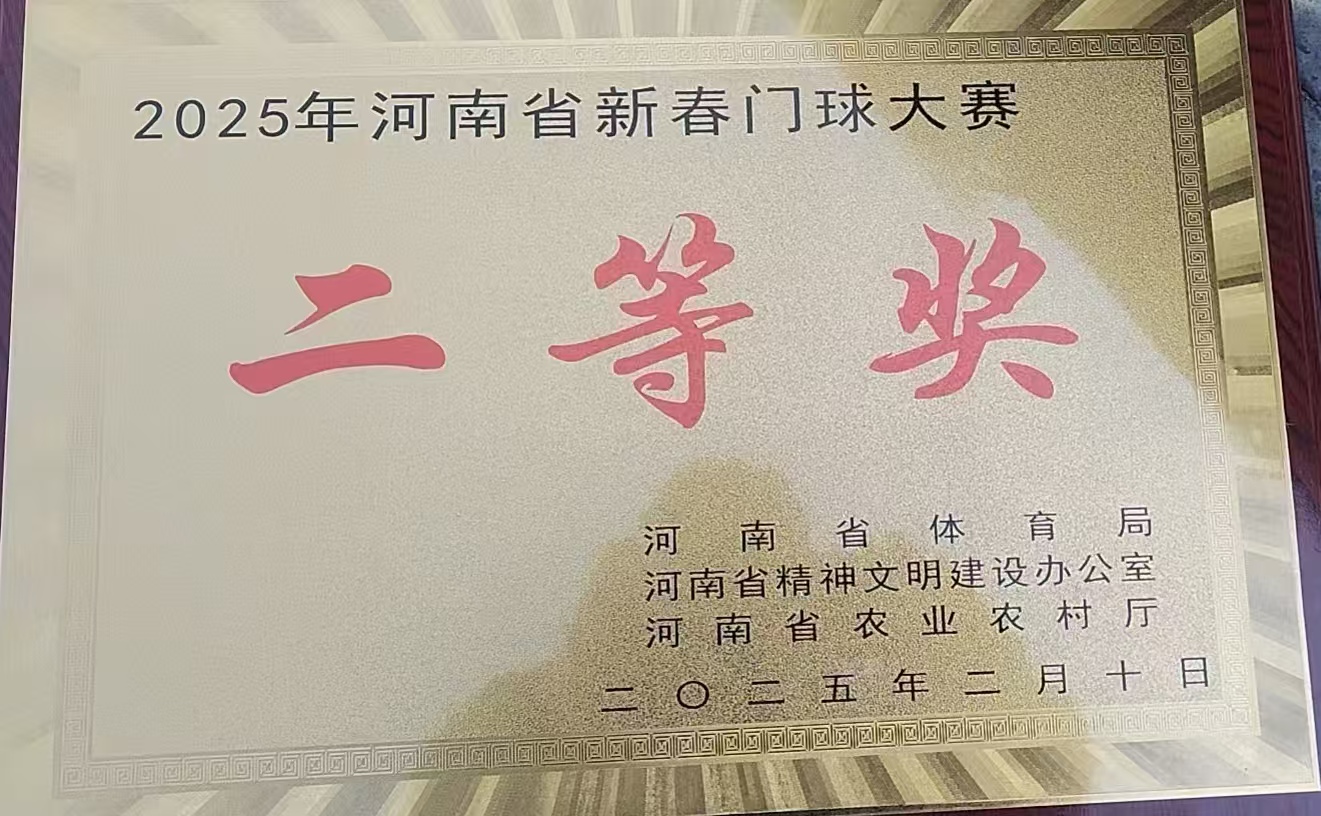 2025年河南省新春门球大赛
二等奖
河南省体育局
河南省精神文明建设办公室
河南省农业农村厅
二〇二五年二月十日